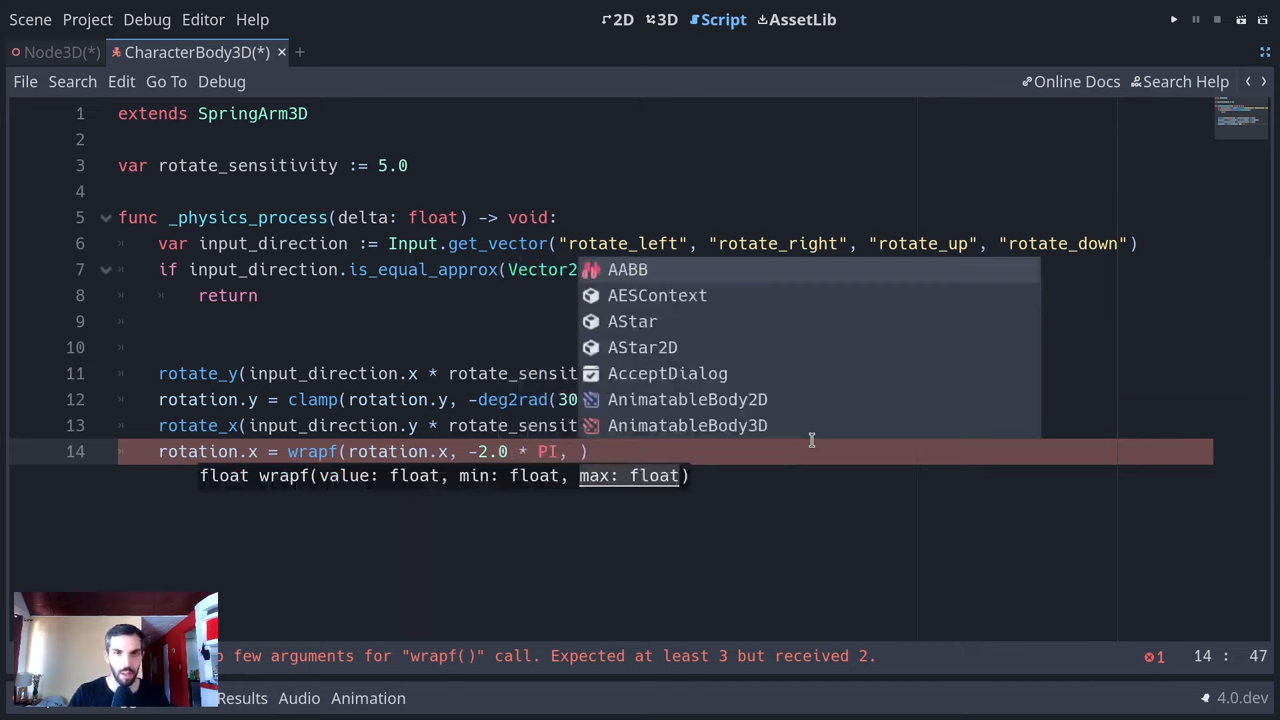 Scene Project Debug Editor Help 2D 3D Script AssetLib
Node3D(*) CharacterBody3D(*)
File Search Edit Go To Debug Online Docs Search Help
1 extends SpringArm3D
2
3 var rotate_sensitivity := 5.0
4
5 func _physics_process(delta: float) -> void:
6 var input_direction := Input.get_vector("rotate_left", "rotate_right", "rotate_up", "rotate_down")
7 if input_direction.is_equal_approx(Vector2
AABB
8 return
AESContext
9
AStar
10
AStar2D
11 rotate_y(input_direction.x * rotate_sensit
AcceptDialog
12 rotation.y = clamp(rotation.y, -deg2rad(30
AnimatableBody2D
13 rotate_x(input_direction.y * rotate_sensit
AnimatableBody3D
14 rotation.x = wrapf(rotation.x, -2.0 * PI, )
float wrapf(value: float, min: float, max: float)
few arguments for "wrapf()" call. Expected at least 3 but received 2. 1 14 : 47
Results Audio Animation 4.0.dev